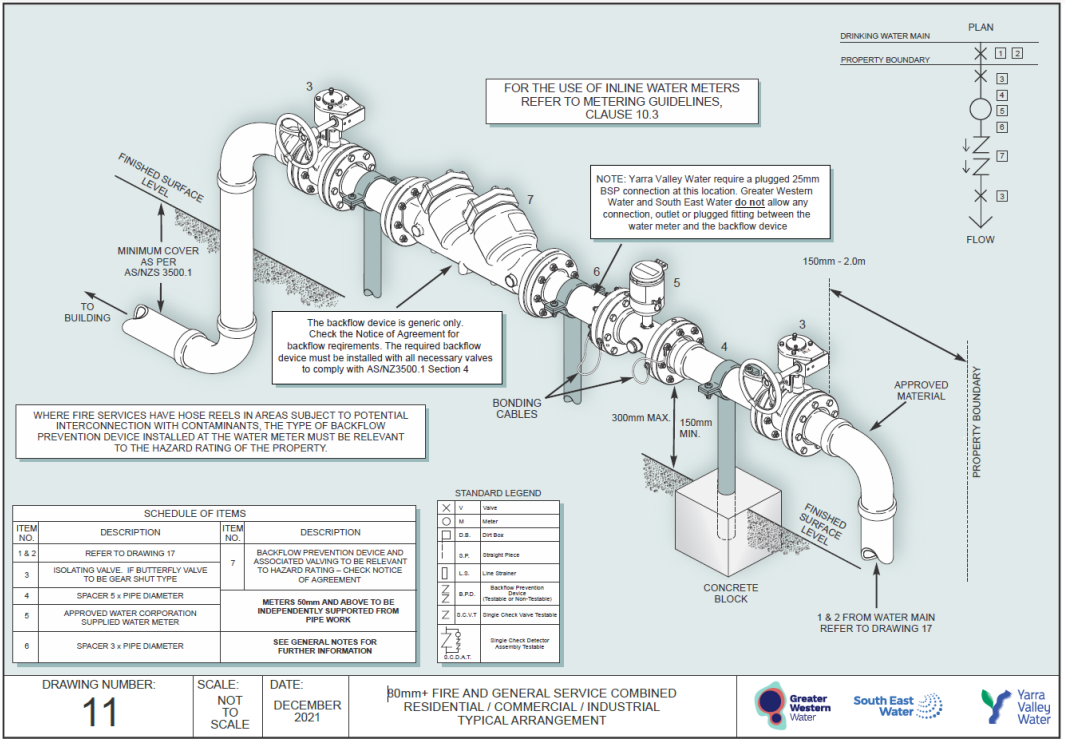 PLAN
DRINKING WATER MAIN
1 2
PROPERTY BOUNDARY
3
4
5
6
7
3
FLOW
3
FOR THE USE OF INLINE WATER METERS
REFER TO METERING GUIDELINES,
CLAUSE 10.3
FINISHED SURFACE
LEVEL
NOTE: Yarra Valley Water require a plugged 25mm
BSP connection at this location. Greater Western
Water and South East Water do not allow any
connection, outlet or plugged fitting between the
water meter and the backflow device
7
MINIMUM COVER
AS PER
AS/NZS 3500.1
150mm - 2.0m
6
5
TO
BUILDING
The backflow device is generic only.
Check the Notice of Agreement for
backflow reqirements. The required backflow
device must be installed with all necessary valves
to comply with AS/NZ3500.1 Section 4
3
4
BONDING
CABLES
APPROVED
MATERIAL
PROPERTY BOUNDARY
300mm MAX.
150mm
MIN.
WHERE FIRE SERVICES HAVE HOSE REELS IN AREAS SUBJECT TO POTENTIAL
INTERCONNECTION WITH CONTAMINANTS, THE TYPE OF BACKFLOW
PREVENTION DEVICE INSTALLED AT THE WATER METER MUST BE RELEVANT
TO THE HAZARD RATING OF THE PROPERTY.
FINISHED
SURFACE
LEVEL
CONCRETE
BLOCK
1 & 2 FROM WATER MAIN
REFER TO DRAWING 17
SCHEDULE OF ITEMS
ITEM
NO.
DESCRIPTION
ITEM
NO.
DESCRIPTION
1 & 2
REFER TO DRAWING 17
3
ISOLATING VALVE. IF BUTTERFLY VALVE
TO BE GEAR SHUT TYPE
4
SPACER 5 x PIPE DIAMETER
5
APPROVED WATER CORPORATION
SUPPLIED WATER METER
6
SPACER 3 x PIPE DIAMETER
7
BACKFLOW PREVENTION DEVICE AND
ASSOCIATED VALVING TO BE RELEVANT
TO HAZARD RATING – CHECK NOTICE
OF AGREEMENT
METERS 50mm AND ABOVE TO BE
INDEPENDENTLY SUPPORTED FROM
PIPE WORK
SEE GENERAL NOTES FOR
FURTHER INFORMATION
STANDARD LEGEND
V Valve
M Meter
D.B. Dirt Box
S.P. Straight Piece
L.S. Line Strainer
B.P.D. Backflow Prevention
Device
(Testable or Non-Testable)
S.C.V.T Single Check Valve Testable
S.C.D.A.T. Single Check Detector
Assembly Testable
DRAWING NUMBER:
11
SCALE:
NOT
TO
SCALE
DATE:
DECEMBER
2021
80mm+ FIRE AND GENERAL SERVICE COMBINED
RESIDENTIAL / COMMERCIAL / INDUSTRIAL
TYPICAL ARRANGEMENT
Greater
Western
Water
South East
Water
Yarra
Valley
Water